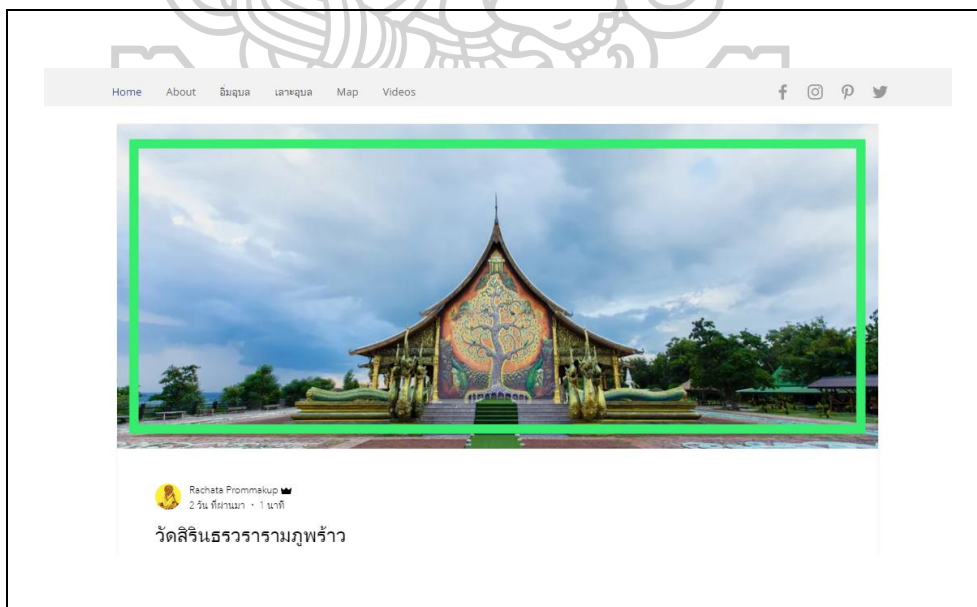 Home About อิ่มอุบล เลาะอุบล Map Videos
Rachata Prommakup
2 วัน ที่ผ่านมา · 1 นาที
วัดสิรินธรวรารามภูพร้าว